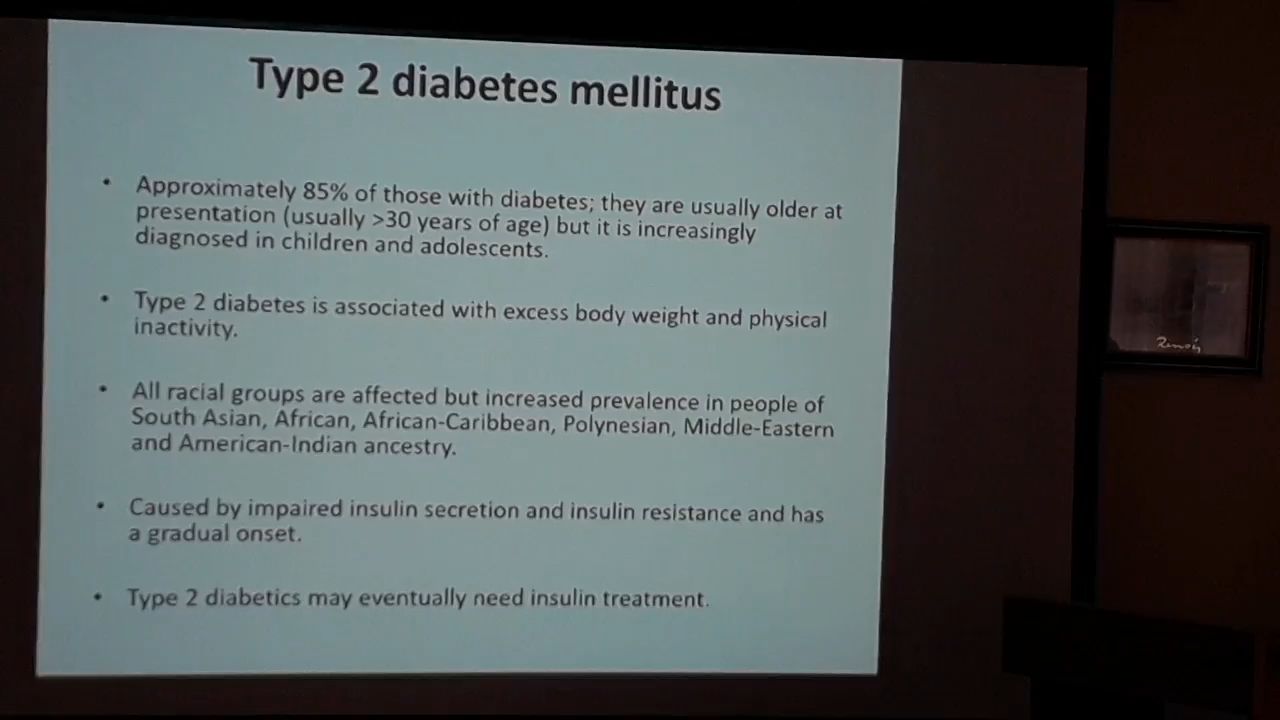 Type 2 diabetes mellitus
• Approximately 85% of those with diabetes; they are usually older at
presentation (usually >30 years of age) but it is increasingly
diagnosed in children and adolescents.
• Type 2 diabetes is associated with excess body weight and physical
inactivity.
• All racial groups are affected but increased prevalence in people of
South Asian, African, African-Caribbean, Polynesian, Middle-Eastern
and American-Indian ancestry.
• Caused by impaired insulin secretion and insulin resistance and has
a gradual onset.
• Type 2 diabetics may eventually need insulin treatment.